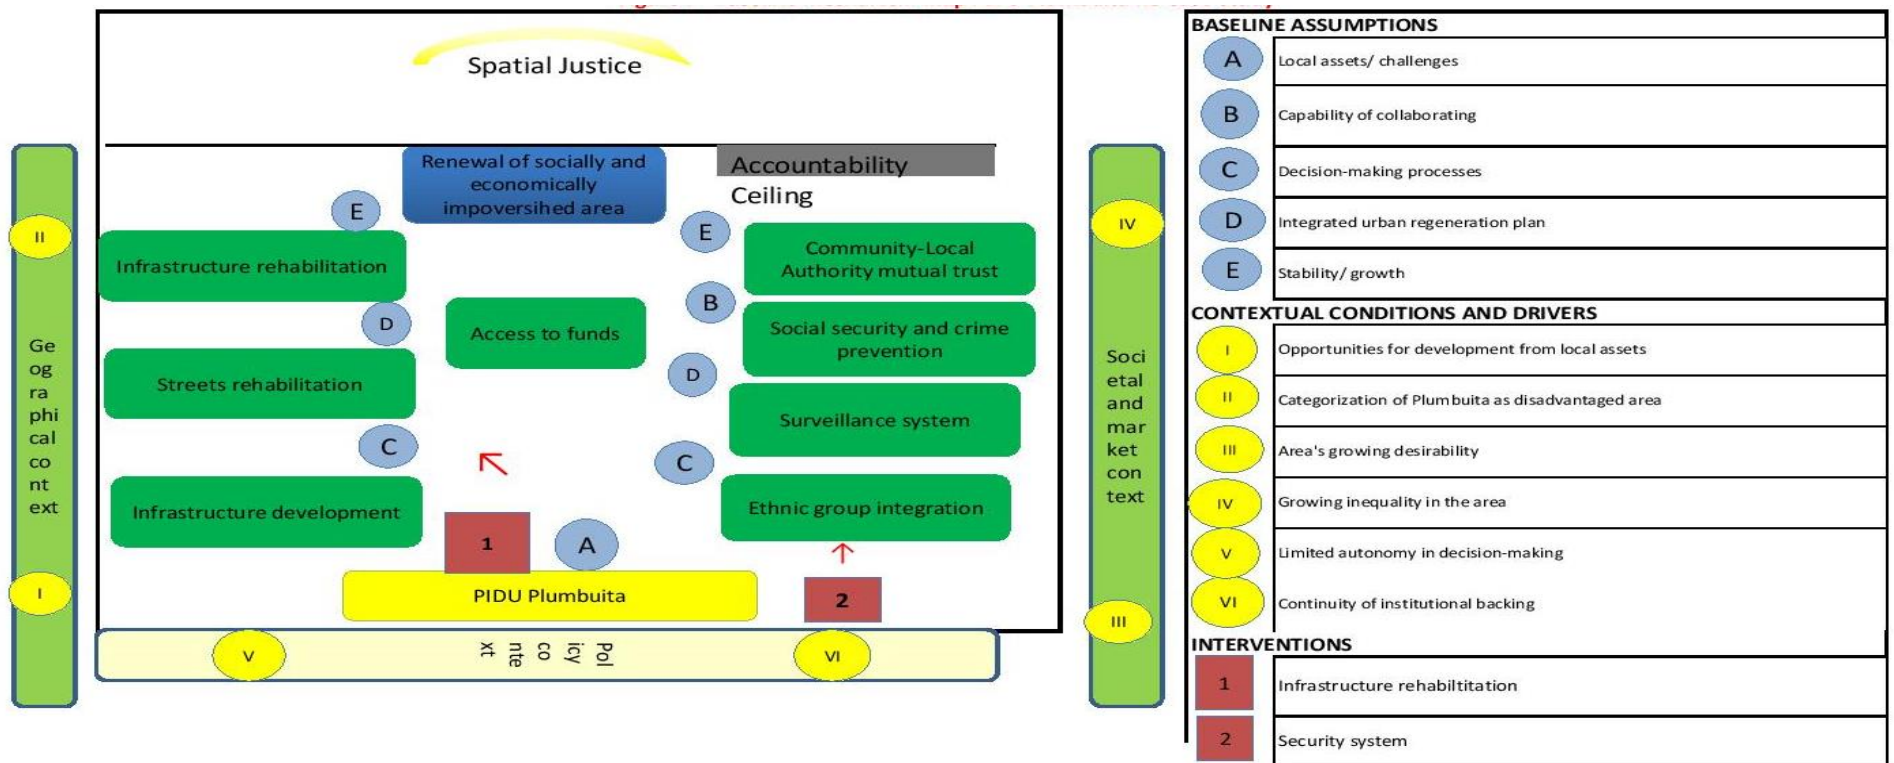 Spatial Justice
Renewal of socially and
economically
impoversihed area
Accountability
Ceiling
E
II
E
Infrastructure rehabilitation
Community-Local
Authority mutual trust
B
D
Access to funds
Social security and crime
prevention
Ge
og
ra
phi
cal
co
nt
ext
Streets rehabilitation
D
Surveillance system
C
C
Infrastructure development
Ethnic group integration
1
A
I
PIDU Plumbuita
2
V
Pol
icy
co
nte
xt
VI
IV
Soci
etal
and
mar
ket
con
text
III
BASELINE ASSUMPTIONS
A Local assets/ challenges
B Capability of collaborating
C Decision-making processes
D Integrated urban regeneration plan
E Stability/ growth
CONTEXTUAL CONDITIONS AND DRIVERS
I Opportunities for development from local assets
II Categorization of Plumbuita as disadvantaged area
III Area's growing desirability
IV Growing inequality in the area
V Limited autonomy in decision-making
VI Continuity of institutional backing
INTERVENTIONS
1 Infrastructure rehabiltitation
2 Security system